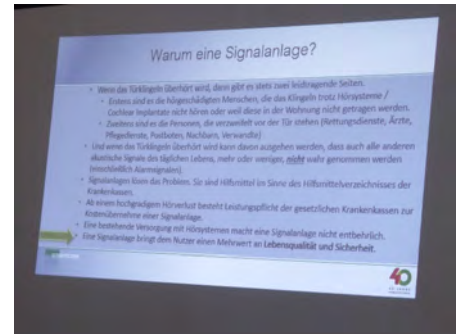 Warum eine Signalanlage?
• Wenn das Türklingeln überhört wird, dann gibt es stets zwei leidtragende Seiten.
• Erstens sind es die hörgeschädigten Menschen, die das Klingeln trotz Hörsysteme /
Cochlear Implantate nicht hören oder weil diese in der Wohnung nicht getragen werden.
• Zweitens sind es die Personen, die verzweifelt vor der Tür stehen (Rettungsdienste, Ärzte,
Pflegedienste, Postboten, Nachbarn, Verwandte)
• Und wenn das Türklingeln überhört wird kann davon ausgehen werden, dass auch alle anderen
akustische Signale des täglichen Lebens, mehr oder weniger, nicht wahr genommen werden
(einschließlich Alarmsignalen).
• Signalanlagen lösen das Problem. Sie sind Hilfsmittel im Sinne des Hilfsmittelverzeichnisses der
Krankenkassen.
• Ab einem hochgradigem Hörverlust besteht Leistungspflicht der gesetzlichen Krankenkassen zur
Kostenübernahme einer Signalanlage.
• Eine bestehende Versorgung mit Hörsystemen macht eine Signalanlage nicht entbehrlich.
• Eine Signalanlage bringt dem Nutzer einen Mehrwert an Lebensqualität und Sicherheit.
40